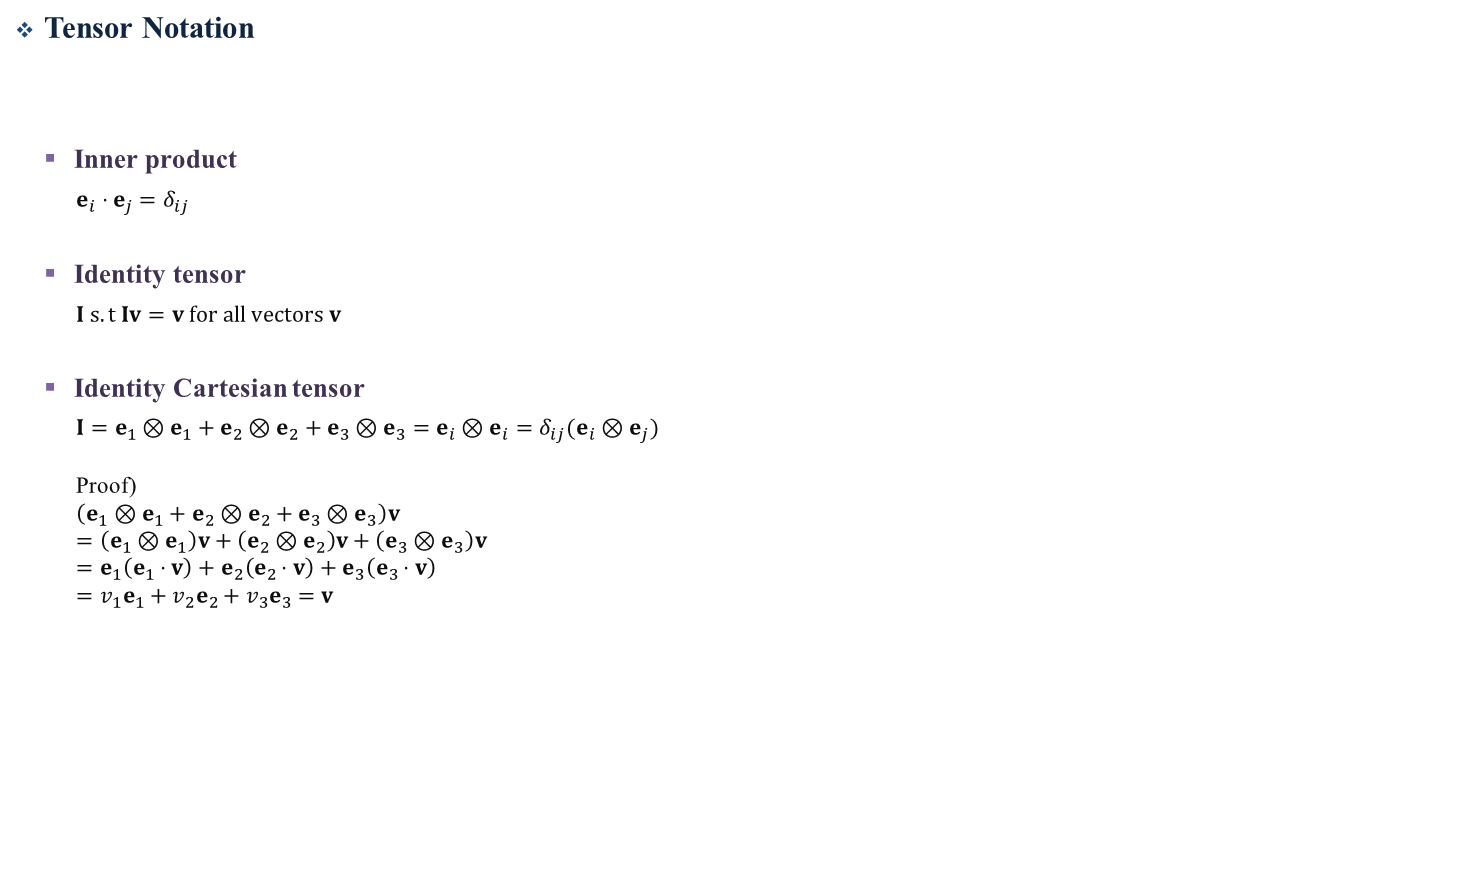 ❖ Tensor Notation
▪ Inner product
𝐞ᵢ · 𝐞ⱼ = δᵢⱼ
▪ Identity tensor
𝐈 s.t 𝐈𝐯 = 𝐯 for all vectors 𝐯
▪ Identity Cartesian tensor
𝐈 = 𝐞₁ ⊗ 𝐞₁ + 𝐞₂ ⊗ 𝐞₂ + 𝐞₃ ⊗ 𝐞₃ = 𝐞ᵢ ⊗ 𝐞ᵢ = δᵢⱼ(𝐞ᵢ ⊗ 𝐞ⱼ)
Proof)
(𝐞₁ ⊗ 𝐞₁ + 𝐞₂ ⊗ 𝐞₂ + 𝐞₃ ⊗ 𝐞₃)𝐯
= (𝐞₁ ⊗ 𝐞₁)𝐯 + (𝐞₂ ⊗ 𝐞₂)𝐯 + (𝐞₃ ⊗ 𝐞₃)𝐯
= 𝐞₁(𝐞₁ · 𝐯) + 𝐞₂(𝐞₂ · 𝐯) + 𝐞₃(𝐞₃ · 𝐯)
= 𝑣₁𝐞₁ + 𝑣₂𝐞₂ + 𝑣₃𝐞₃ = 𝐯